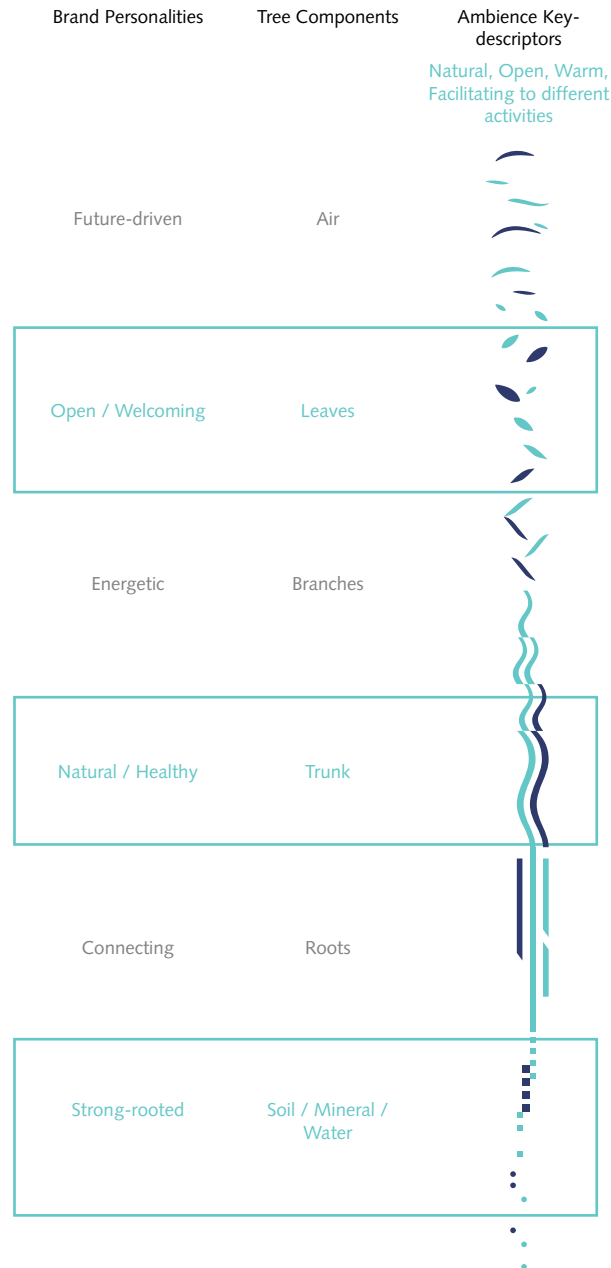 Brand Personalities
Tree Components
Ambience Key-
descriptors
Natural, Open, Warm,
Facilitating to different
activities
Future-driven
Air
Open / Welcoming
Leaves
Energetic
Branches
Natural / Healthy
Trunk
Connecting
Roots
Strong-rooted
Soil / Mineral /
Water